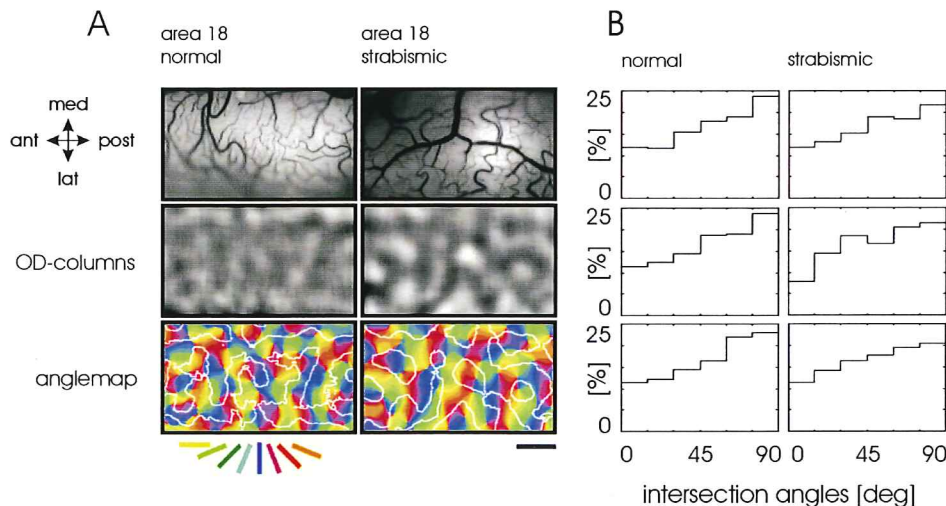 A
area 18
normal
area 18
strabismic
med
ant
post
lat
OD-columns
anglemap
B
normal
strabismic
25
[%]
0
25
[%]
0
25
[%]
0
0
45
90
0
45
90
intersection angles [deg]